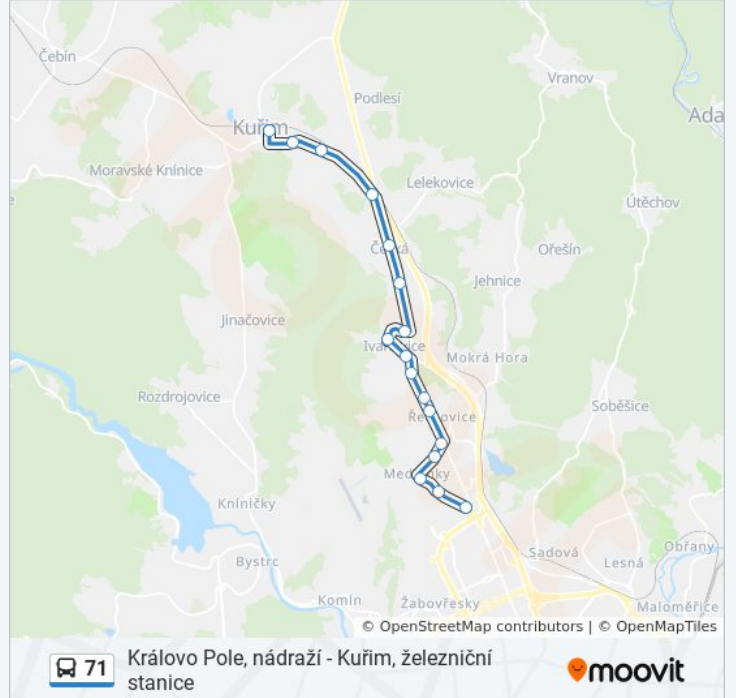 Čebín
Vranov
Podlesí
Ada
Kuřim
Moravské Knínice
Lelekovice
Útěchov
Česká
Ořešín
Jehnice
Jinačovice
Ivanovice
Mokrá Hora
Rozdrojovice
Soběšice
Řečkovice
Medlánky
Kníničky
Bystrc
Sadová
Obřany
Lesná
Komín
Žabovřesky
Maloměřice
© OpenStreetMap contributors | © OpenMapTiles
71
Královo Pole, nádraží - Kuřim, železniční
stanice
moovit